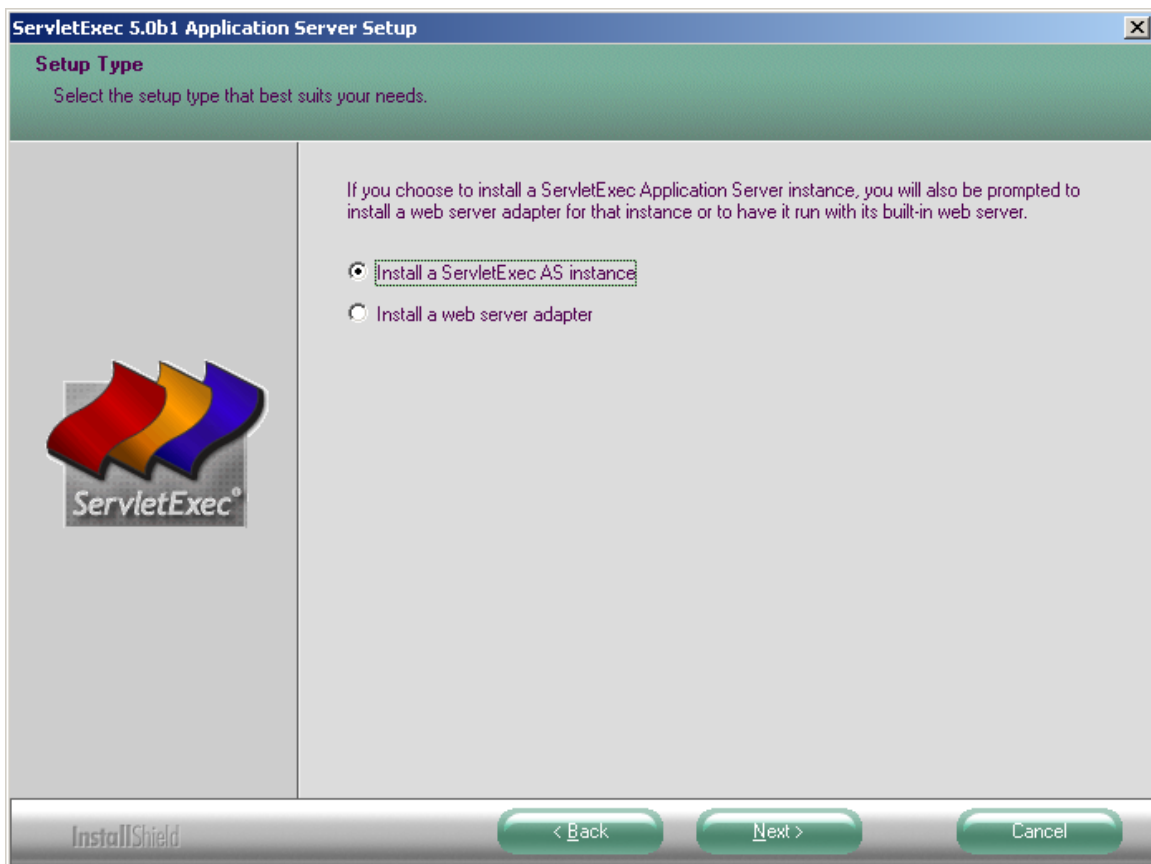 ServletExec 5.0b1 Application Server Setup
Setup Type
Select the setup type that best suits your needs.
If you choose to install a ServletExec Application Server instance, you will also be prompted to
install a web server adapter for that instance or to have it run with its built-in web server.
Install a ServletExec AS instance
Install a web server adapter
ServletExec®
InstallShield
< Back
Next >
Cancel